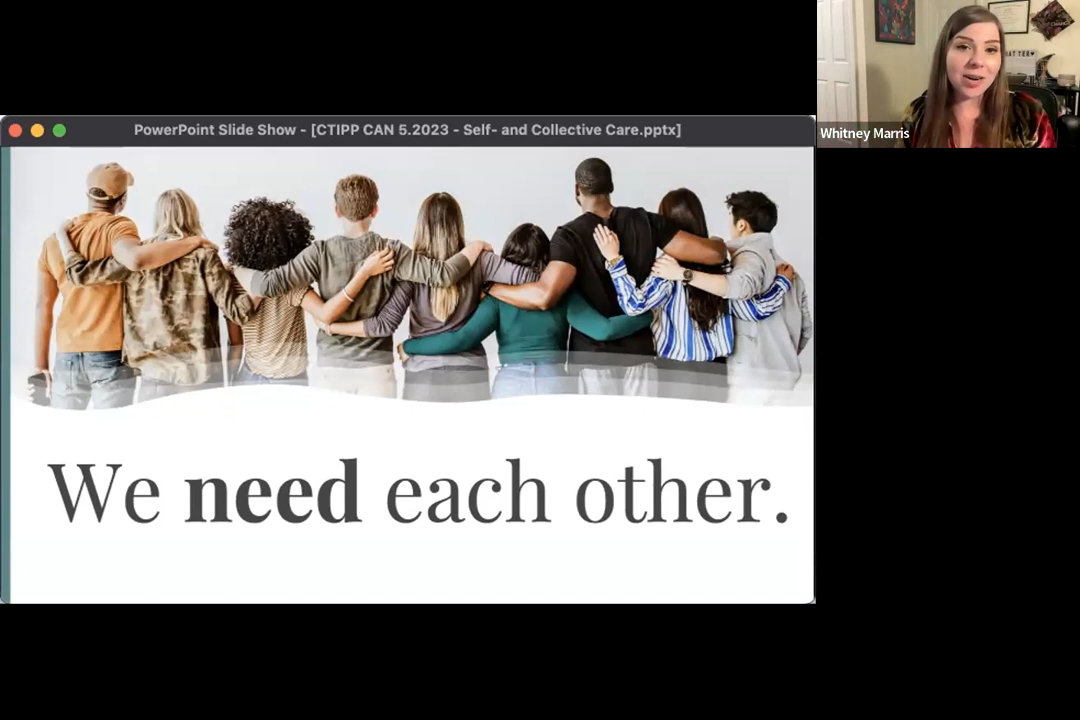 PowerPoint Slide Show - [CTIPP CAN 5.2023 - Self- and Collective Care.pptx]
Whitney Marris
We need each other.